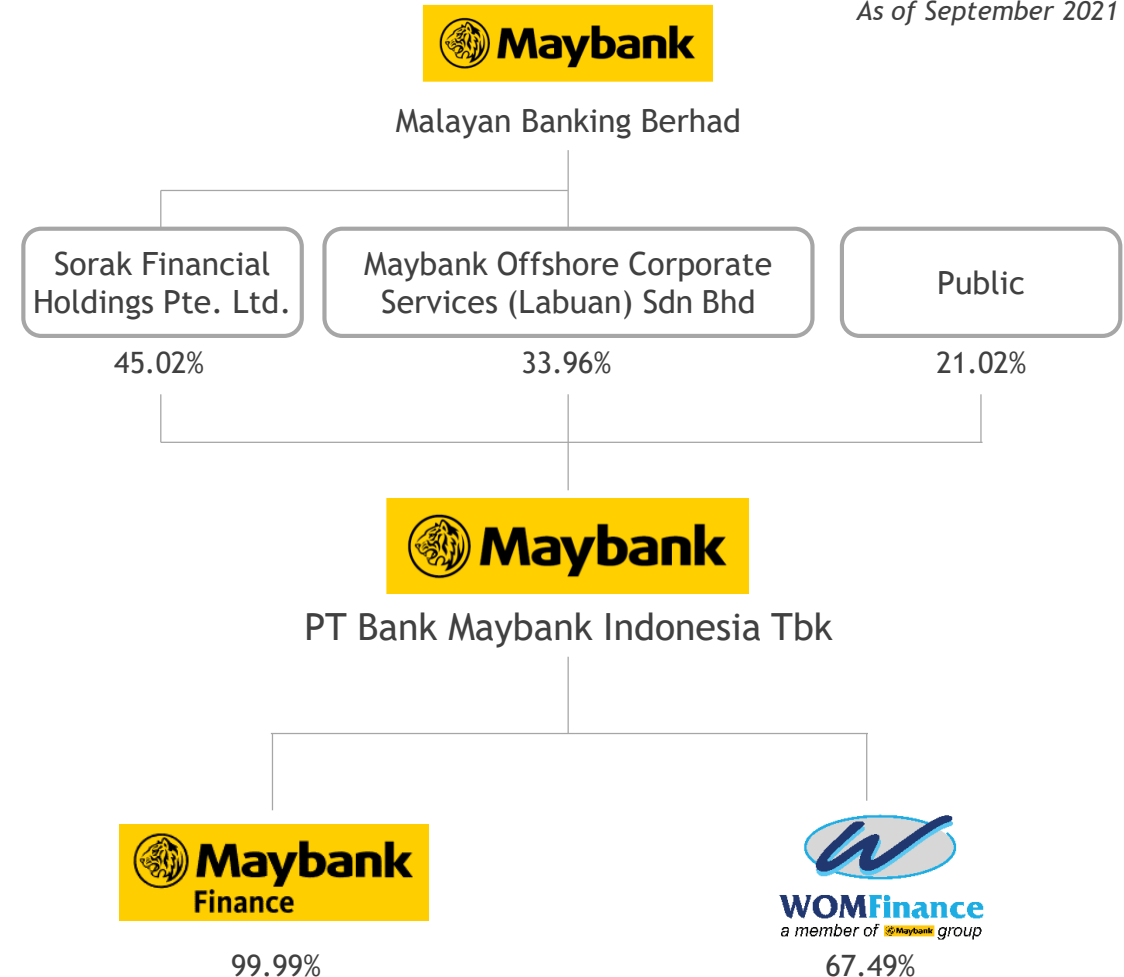 As of September 2021
Maybank
Malayan Banking Berhad
Sorak Financial
Holdings Pte. Ltd.
Maybank Offshore Corporate
Services (Labuan) Sdn Bhd
Public
45.02%
33.96%
21.02%
Maybank
PT Bank Maybank Indonesia Tbk
Maybank
Finance
W
WOMFinance
a member of Maybank group
99.99%
67.49%